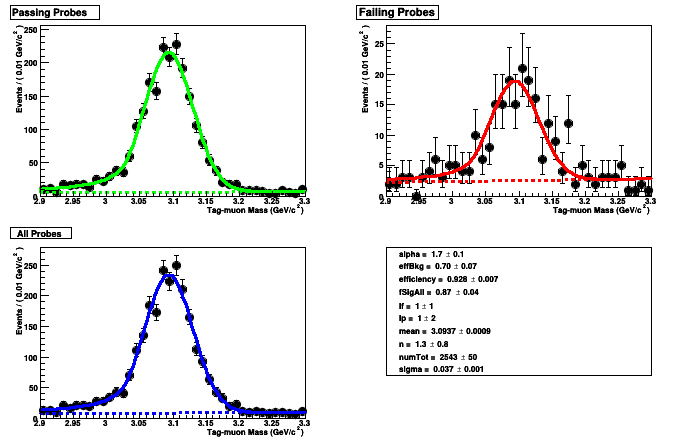 Passing Probes
Events / ( 0.01 GeV/c² )
250
200
150
100
50
0
2.9 2.95 3 3.05 3.1 3.15 3.2 3.25 3.3
Tag-muon Mass (GeV/c²)
Failing Probes
Events / ( 0.01 GeV/c² )
25
20
15
10
5
0
2.9 2.95 3 3.05 3.1 3.15 3.2 3.25 3.3
Tag-muon Mass (GeV/c²)
All Probes
Events / ( 0.01 GeV/c² )
250
200
150
100
50
0
2.9 2.95 3 3.05 3.1 3.15 3.2 3.25 3.3
Tag-muon Mass (GeV/c²)
alpha = 1.7 ± 0.1
effBkg = 0.70 ± 0.07
efficiency = 0.928 ± 0.007
fSigAll = 0.87 ± 0.04
lf = 1 ± 1
lp = 1 ± 2
mean = 3.0937 ± 0.0009
n = 1.3 ± 0.8
numTot = 2543 ± 50
sigma = 0.037 ± 0.001